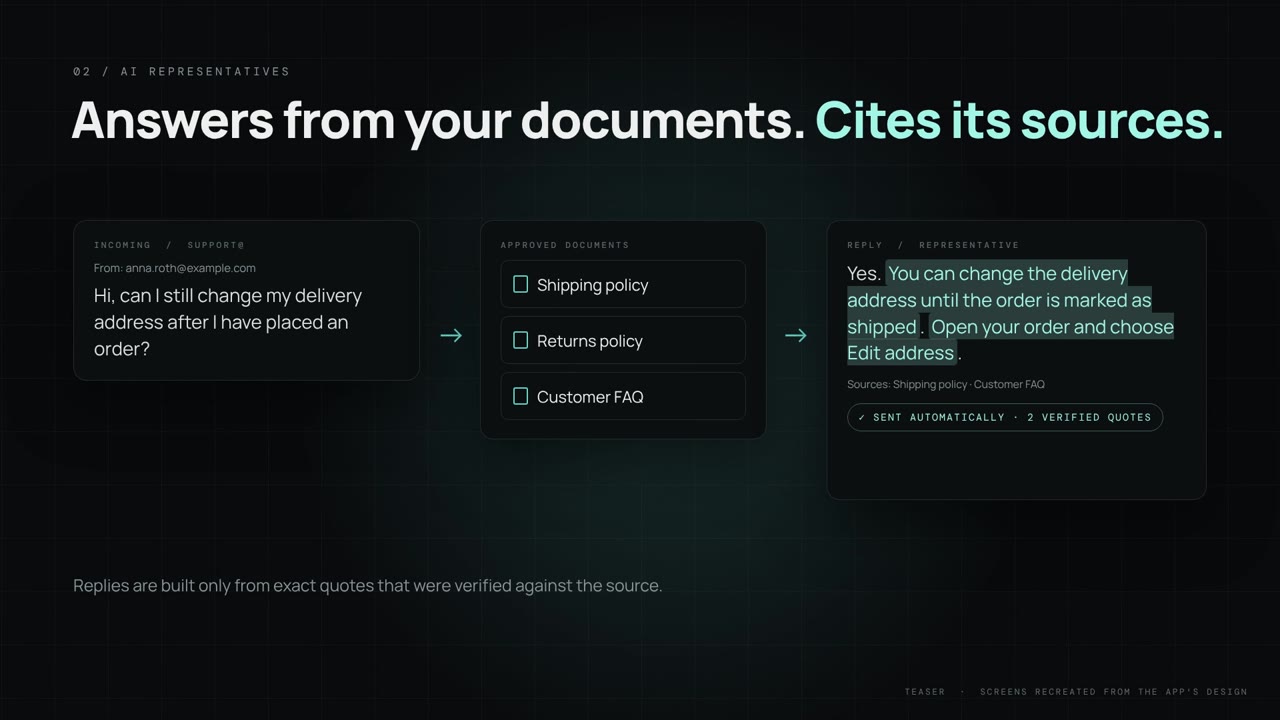 02 / AI REPRESENTATIVES
Answers from your documents. Cites its sources.
INCOMING / SUPPORT@
From: anna.roth@example.com
Hi, can I still change my delivery
address after I have placed an
order?
→
APPROVED DOCUMENTS
Shipping policy
Returns policy
Customer FAQ
→
REPLY / REPRESENTATIVE
Yes. You can change the delivery
address until the order is marked as
shipped. Open your order and choose
Edit address.
Sources: Shipping policy · Customer FAQ
✓ SENT AUTOMATICALLY · 2 VERIFIED QUOTES
Replies are built only from exact quotes that were verified against the source.
TEASER · SCREENS RECREATED FROM THE APP'S DESIGN